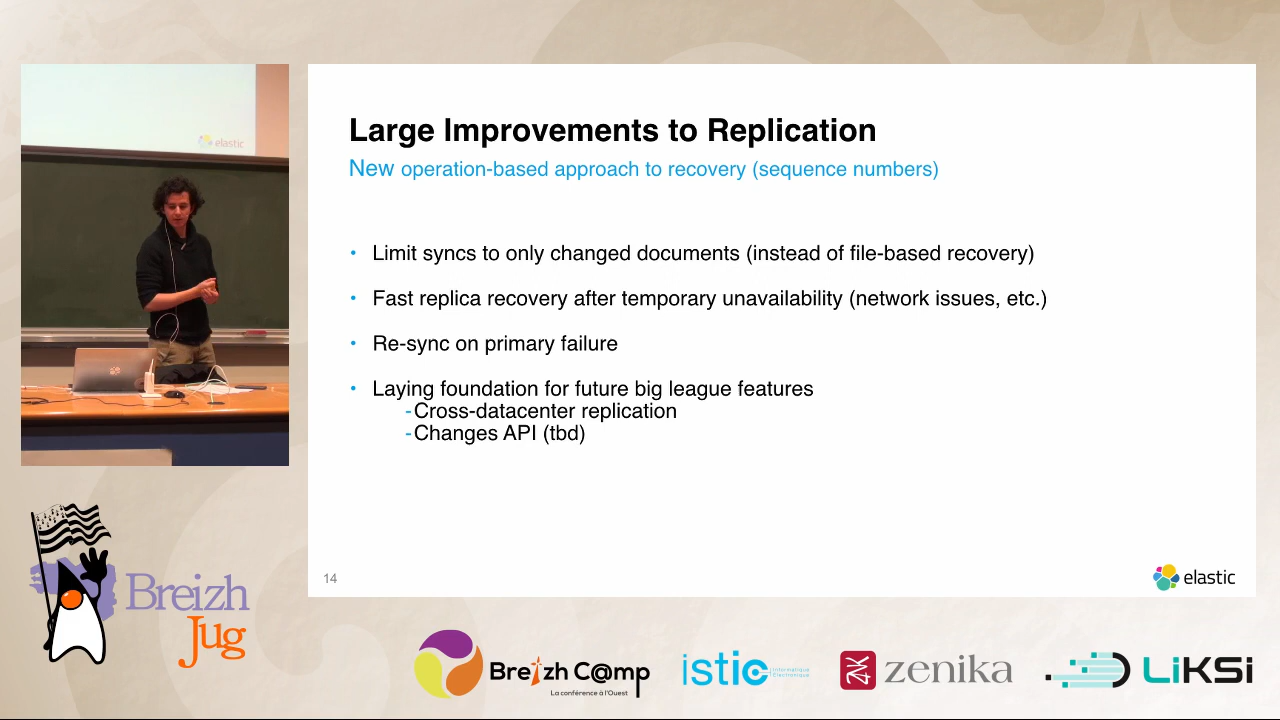 elastic
Large Improvements to Replication
New operation-based approach to recovery (sequence numbers)
• Limit syncs to only changed documents (instead of file-based recovery)
• Fast replica recovery after temporary unavailability (network issues, etc.)
• Re-sync on primary failure
• Laying foundation for future big league features
-Cross-datacenter replication
-Changes API (tbd)
14
elastic
Breizh
Jug
Breizh C@mp
La conférence à l'Ouest
istic
Informatique
Électronique
zenika
LiKSi